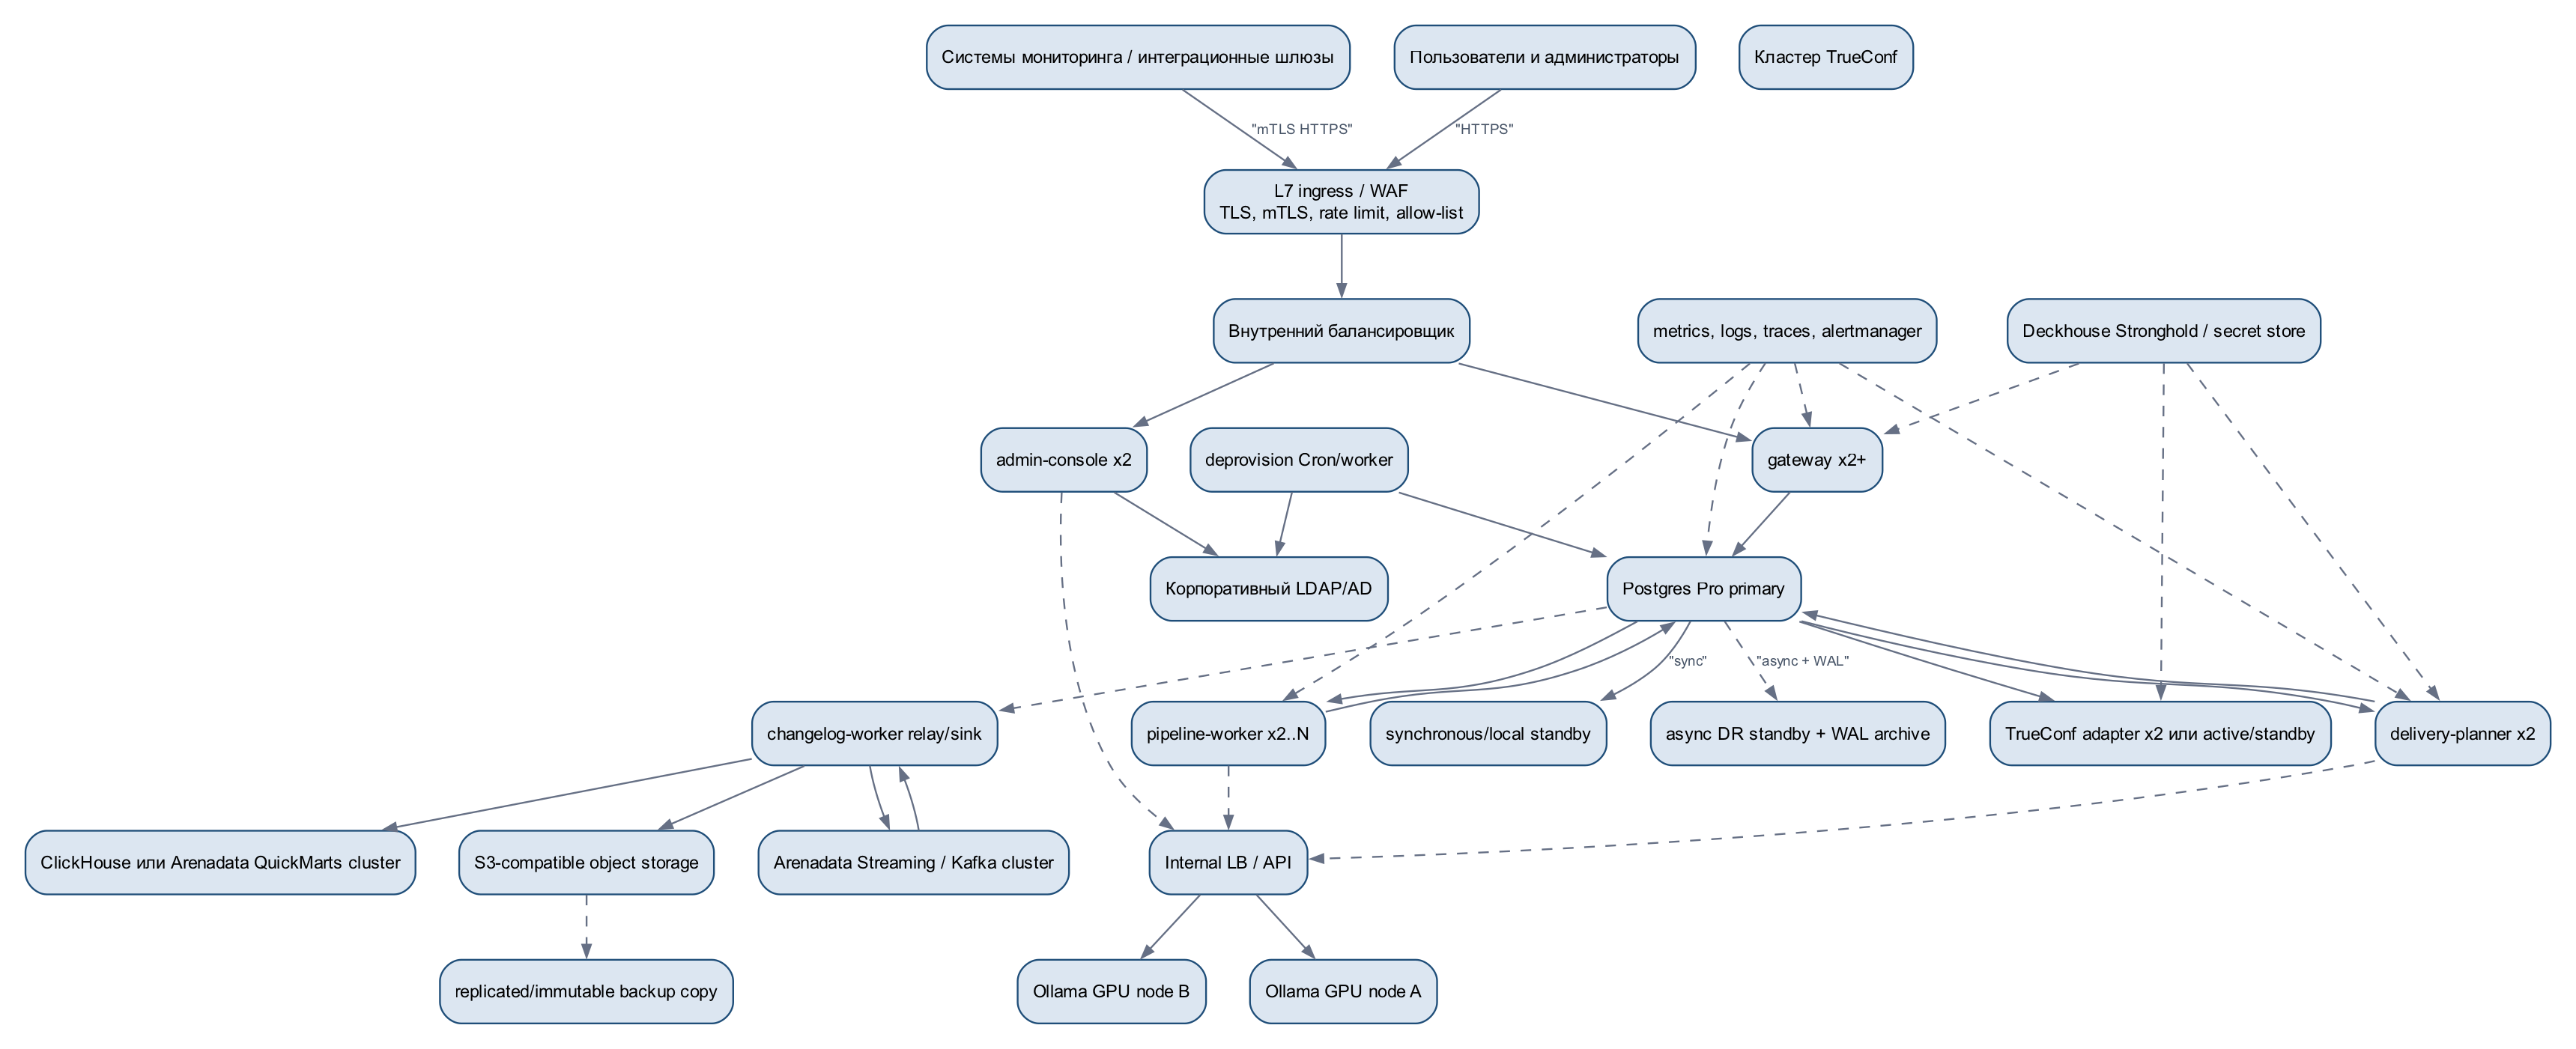 Системы мониторинга / интеграционные шлюзы
Пользователи и администраторы
Кластер TrueConf
"mTLS HTTPS"
"HTTPS"
L7 ingress / WAF
TLS, mTLS, rate limit, allow-list
Внутренний балансировщик
metrics, logs, traces, alertmanager
Deckhouse Stronghold / secret store
admin-console x2
deprovision Cron/worker
gateway x2+
Корпоративный LDAP/AD
Postgres Pro primary
"sync"
"async + WAL"
changelog-worker relay/sink
pipeline-worker x2..N
synchronous/local standby
async DR standby + WAL archive
TrueConf adapter x2 или active/standby
delivery-planner x2
ClickHouse или Arenadata QuickMarts cluster
S3-compatible object storage
Arenadata Streaming / Kafka cluster
Internal LB / API
replicated/immutable backup copy
Ollama GPU node B
Ollama GPU node A